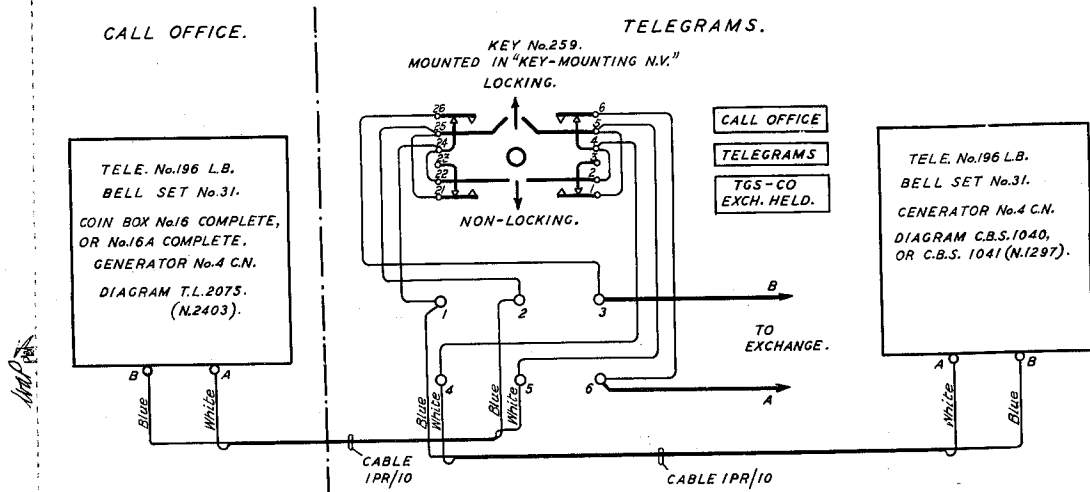 CALL OFFICE.
TELEGRAMS.
KEY No.259.
MOUNTED IN "KEY-MOUNTING N.V."
LOCKING.
26
25
24
23
22
21
6
5
4
3
2
1
NON-LOCKING.
CALL OFFICE
TELEGRAMS
TGS-CO
EXCH. HELD.
TELE. No.196 L.B.
BELL SET No.31.
COIN BOX No.16 COMPLETE,
OR No.16A COMPLETE.
GENERATOR No.4 C.N.
DIAGRAM T.L.2075.
(N.2403).
TELE. No.196 L.B.
BELL SET No.31.
CENERATOR No.4 C.N.
DIAGRAM C.B.S.1040,
OR C.B.S. 1041 (N.1297).
1
2
3
B
TO
EXCHANGE.
4
5
6
A
B
A
A
B
Blue
White
Blue
White
Blue
White
White
Blue
CABLE
1PR/10
CABLE 1PR/10